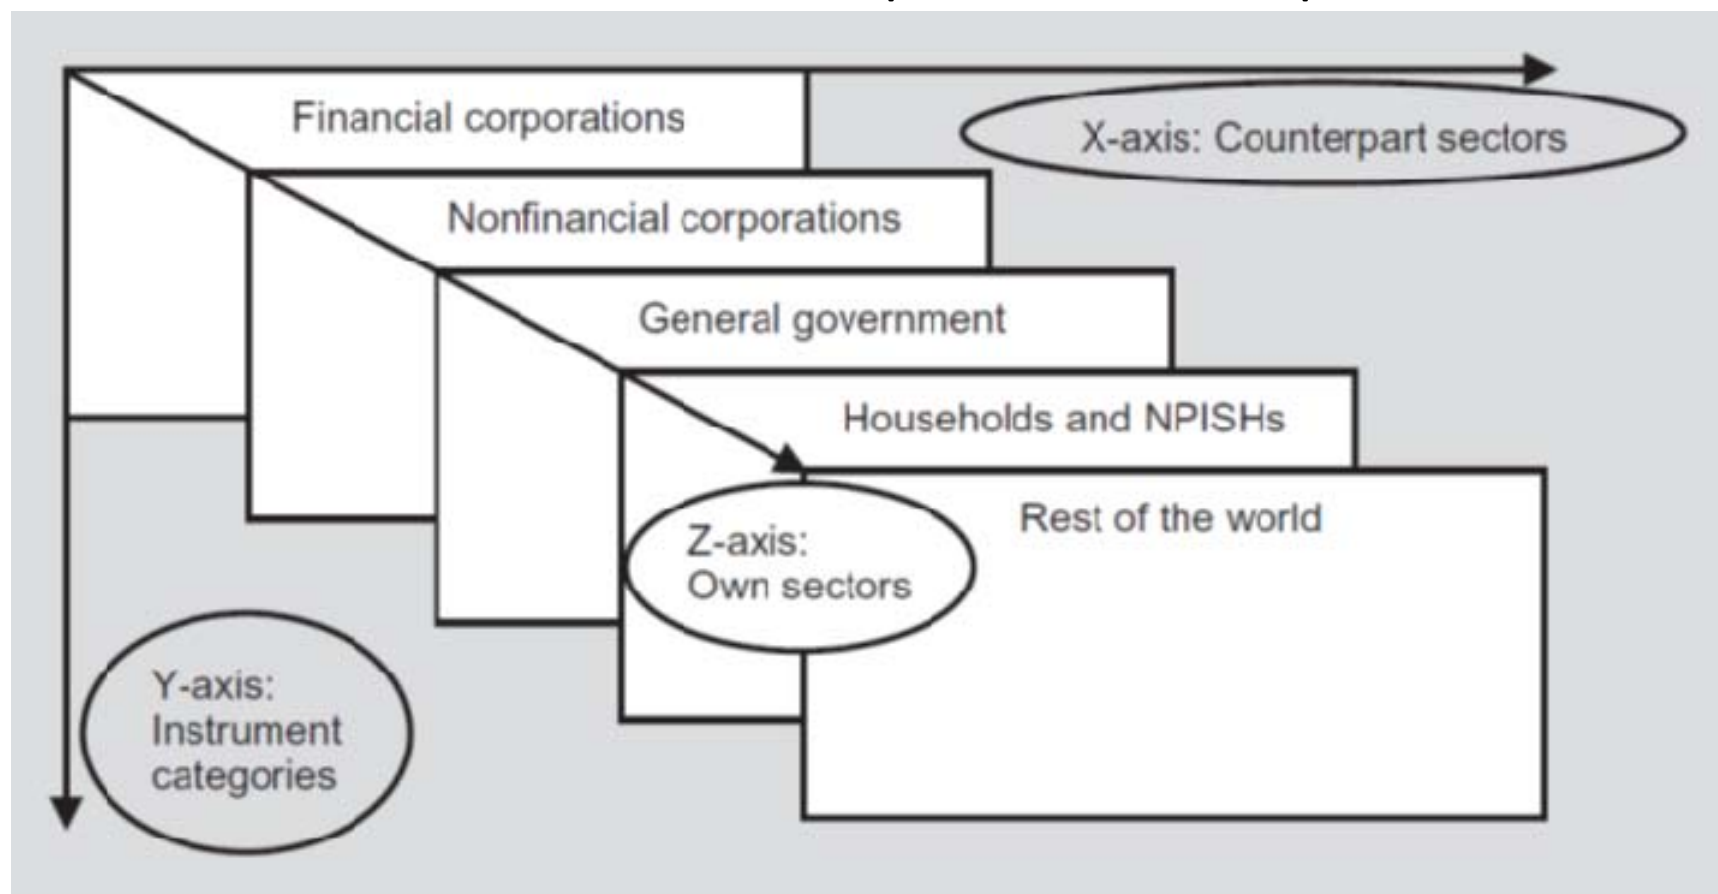 Financial corporations
X-axis: Counterpart sectors
Nonfinancial corporations
General government
Households and NPISHs
Rest of the world
Z-axis:
Own sectors
Y-axis:
Instrument
categories